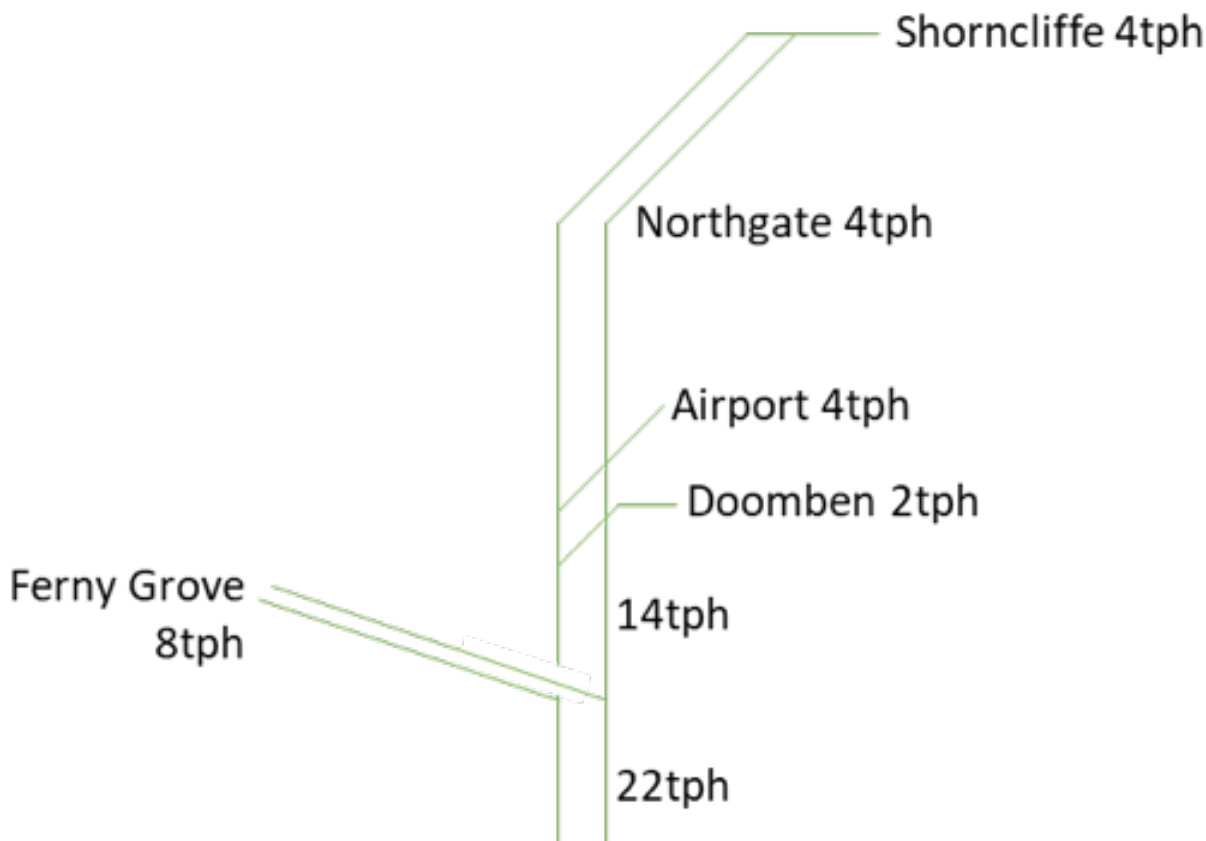 Shorncliffe 4tph
Northgate 4tph
Airport 4tph
Doomben 2tph
Ferny Grove
8tph
14tph
22tph